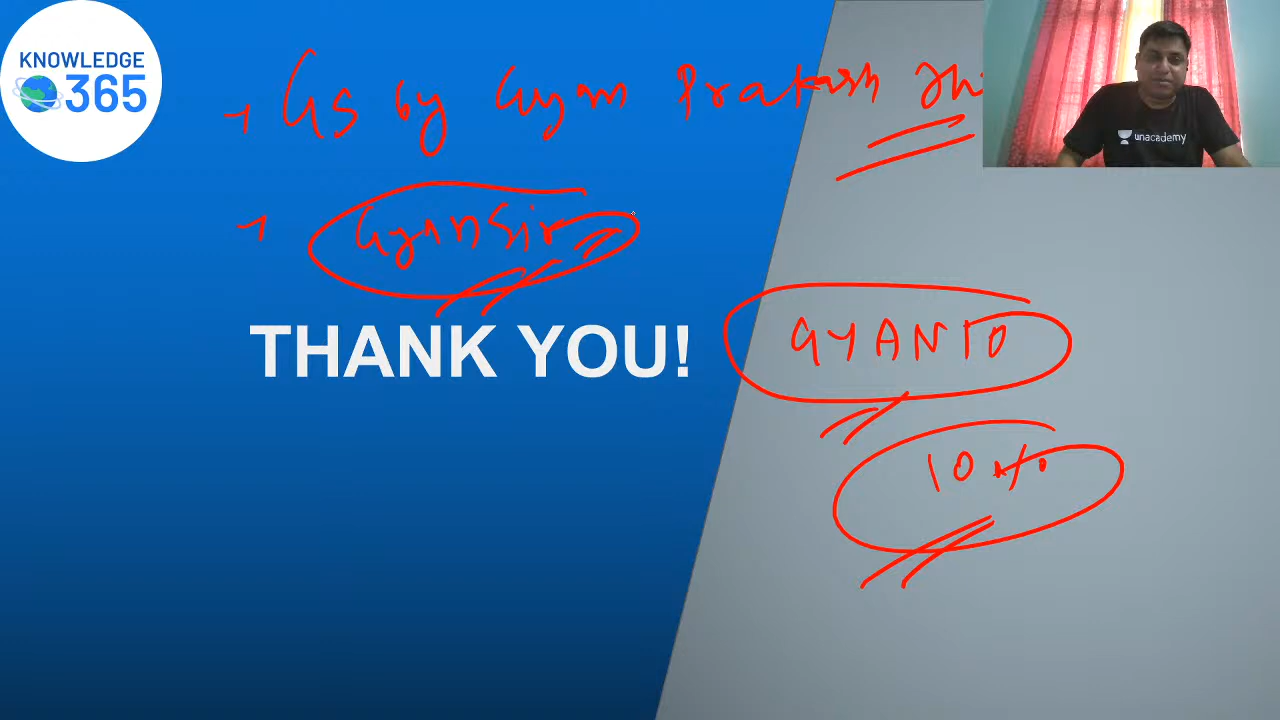 KNOWLEDGE
365
GS by Gyan Prakash
unacademy
GyanSir
THANK YOU!
GYAN10
10%